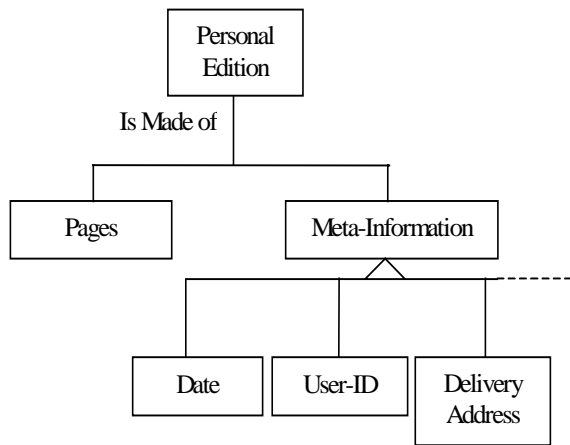 Personal
Edition
Is Made of
Pages
Meta-Information
Date
User-ID
Delivery
Address